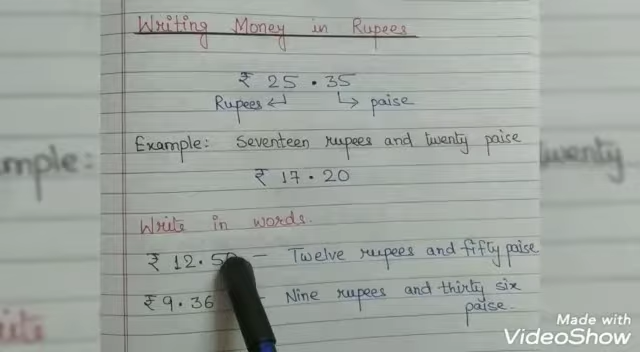 Writing Money in Rupees
₹ 25 . 35
Rupees paise
Example: Seventeen rupees and twenty paise
₹ 17 . 20
Write in words.
₹ 12 . 50 — Twelve rupees and fifty paise
₹ 9 . 36 — Nine rupees and thirty six
paise.
Made with
VideoShow